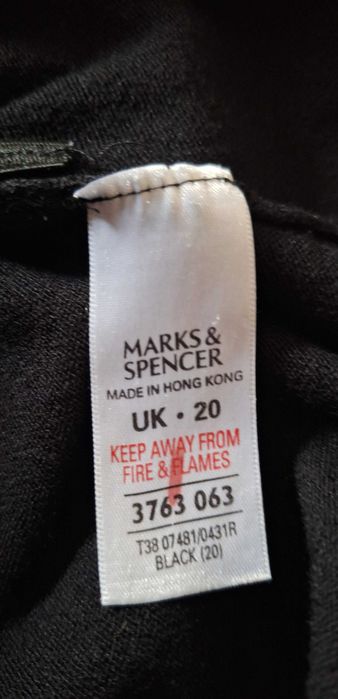 MARKS &
SPENCER
MADE IN HONG KONG
UK • 20
KEEP AWAY FROM
FIRE & FLAMES
3763 063
T38 07481/0431R
BLACK (20)